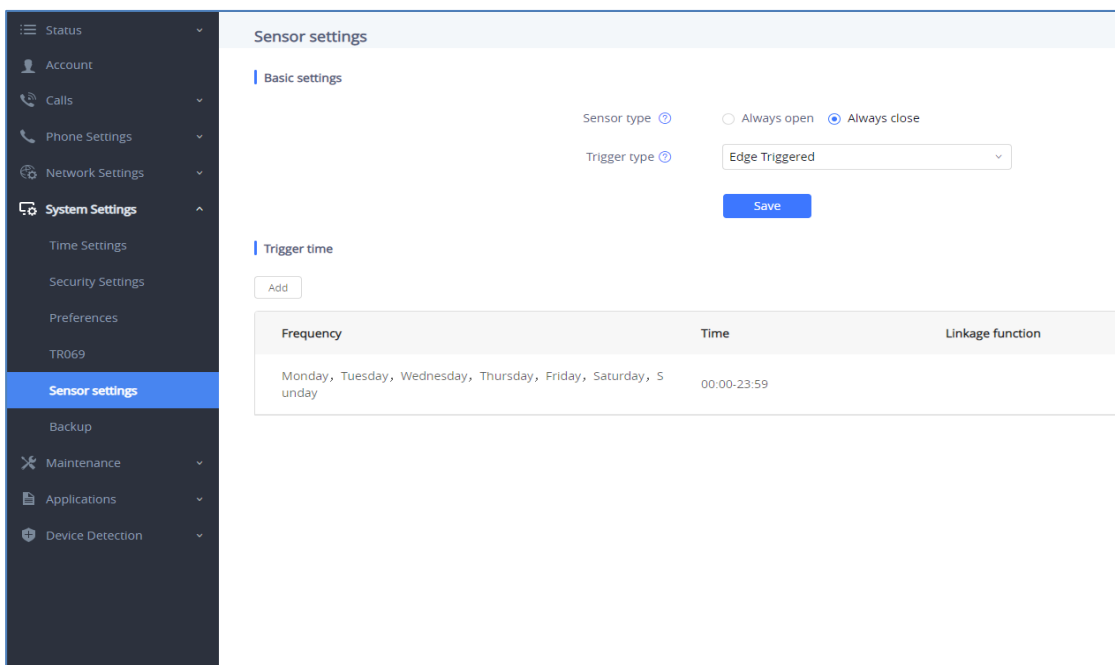 Status
Account
Calls
Phone Settings
Network Settings
System Settings
Time Settings
Security Settings
Preferences
TR069
Sensor settings
Backup
Maintenance
Applications
Device Detection
Sensor settings
Basic settings
Sensor type ? Always open Always close
Trigger type ? Edge Triggered
Save
Trigger time
Add
Frequency Time Linkage function
Monday，Tuesday，Wednesday，Thursday，Friday，Saturday，S
unday
00:00-23:59